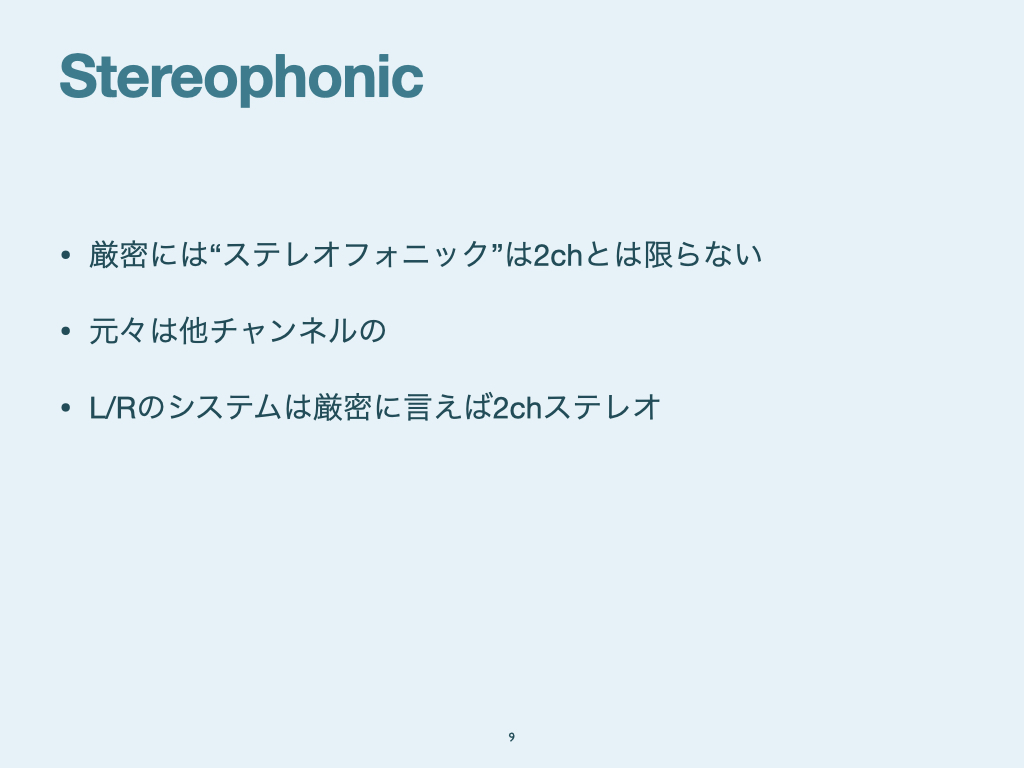 Stereophonic
• 厳密には“ステレオフォニック”は2chとは限らない
• 元々は他チャンネルの
• L/Rのシステムは厳密に言えば2chステレオ
9